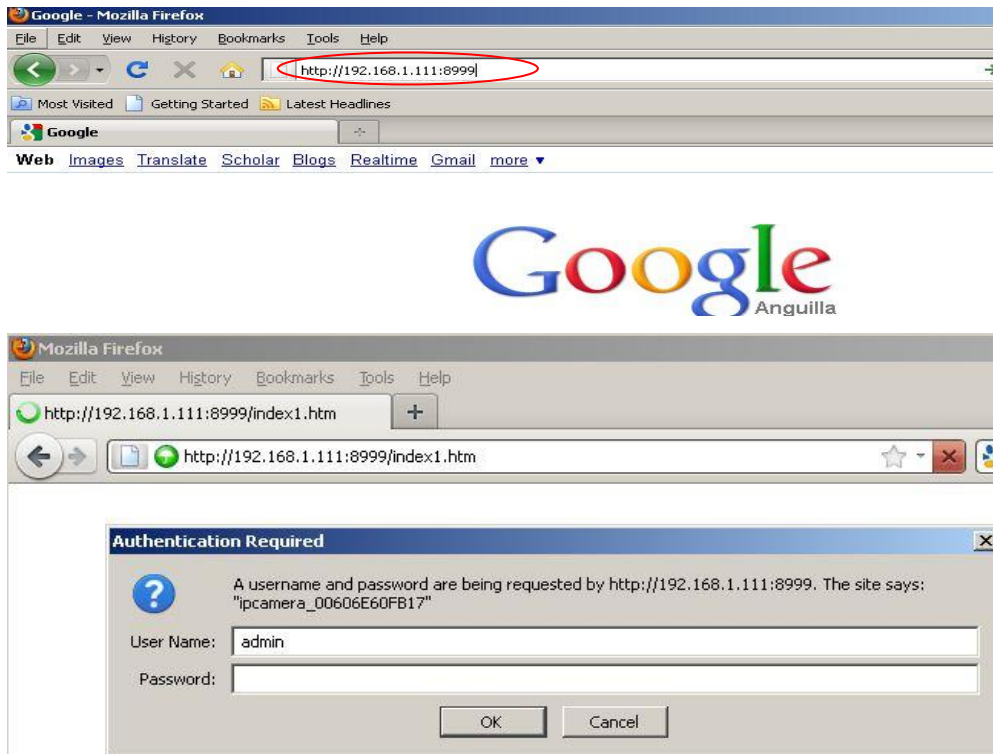 Google - Mozilla Firefox
File Edit View History Bookmarks Tools Help
http://192.168.1.111:8999
Most Visited Getting Started Latest Headlines
Google
Web Images Translate Scholar Blogs Realtime Gmail more ▼
Google
Anguilla
Mozilla Firefox
File Edit View History Bookmarks Tools Help
http://192.168.1.111:8999/index1.htm
http://192.168.1.111:8999/index1.htm
Authentication Required
A username and password are being requested by http://192.168.1.111:8999. The site says:
"ipcamera_00606E60FB17"
User Name: admin
Password:
OK Cancel